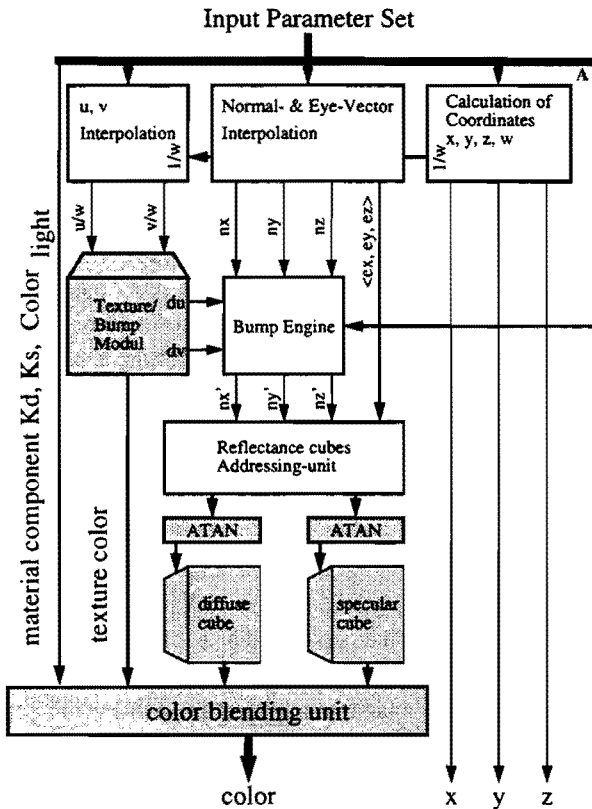 Input Parameter Set
A
u, v
Interpolation
1/w
Normal- & Eye-Vector
Interpolation
Calculation of
Coordinates
x, y, z, w
1/w
u/w
v/w
nx
ny
nz
<ex, ey, ez>
light
Texture/
Bump
Modul
du
dv
Bump Engine
nx'
ny'
nz'
Reflectance cubes
Addressing-unit
ATAN
ATAN
diffuse
cube
specular
cube
material component Kd, Ks, Color
texture color
color blending unit
color
x
y
z